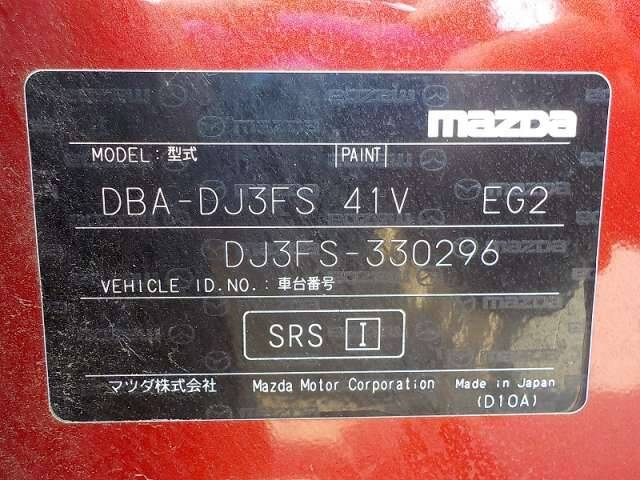 mazda
MODEL: 型式 PAINT
DBA-DJ3FS 41V EG2
DJ3FS-330296
VEHICLE ID.NO.: 車台番号
SRS I
マツダ株式会社 Mazda Motor Corporation Made in Japan
(D10A)